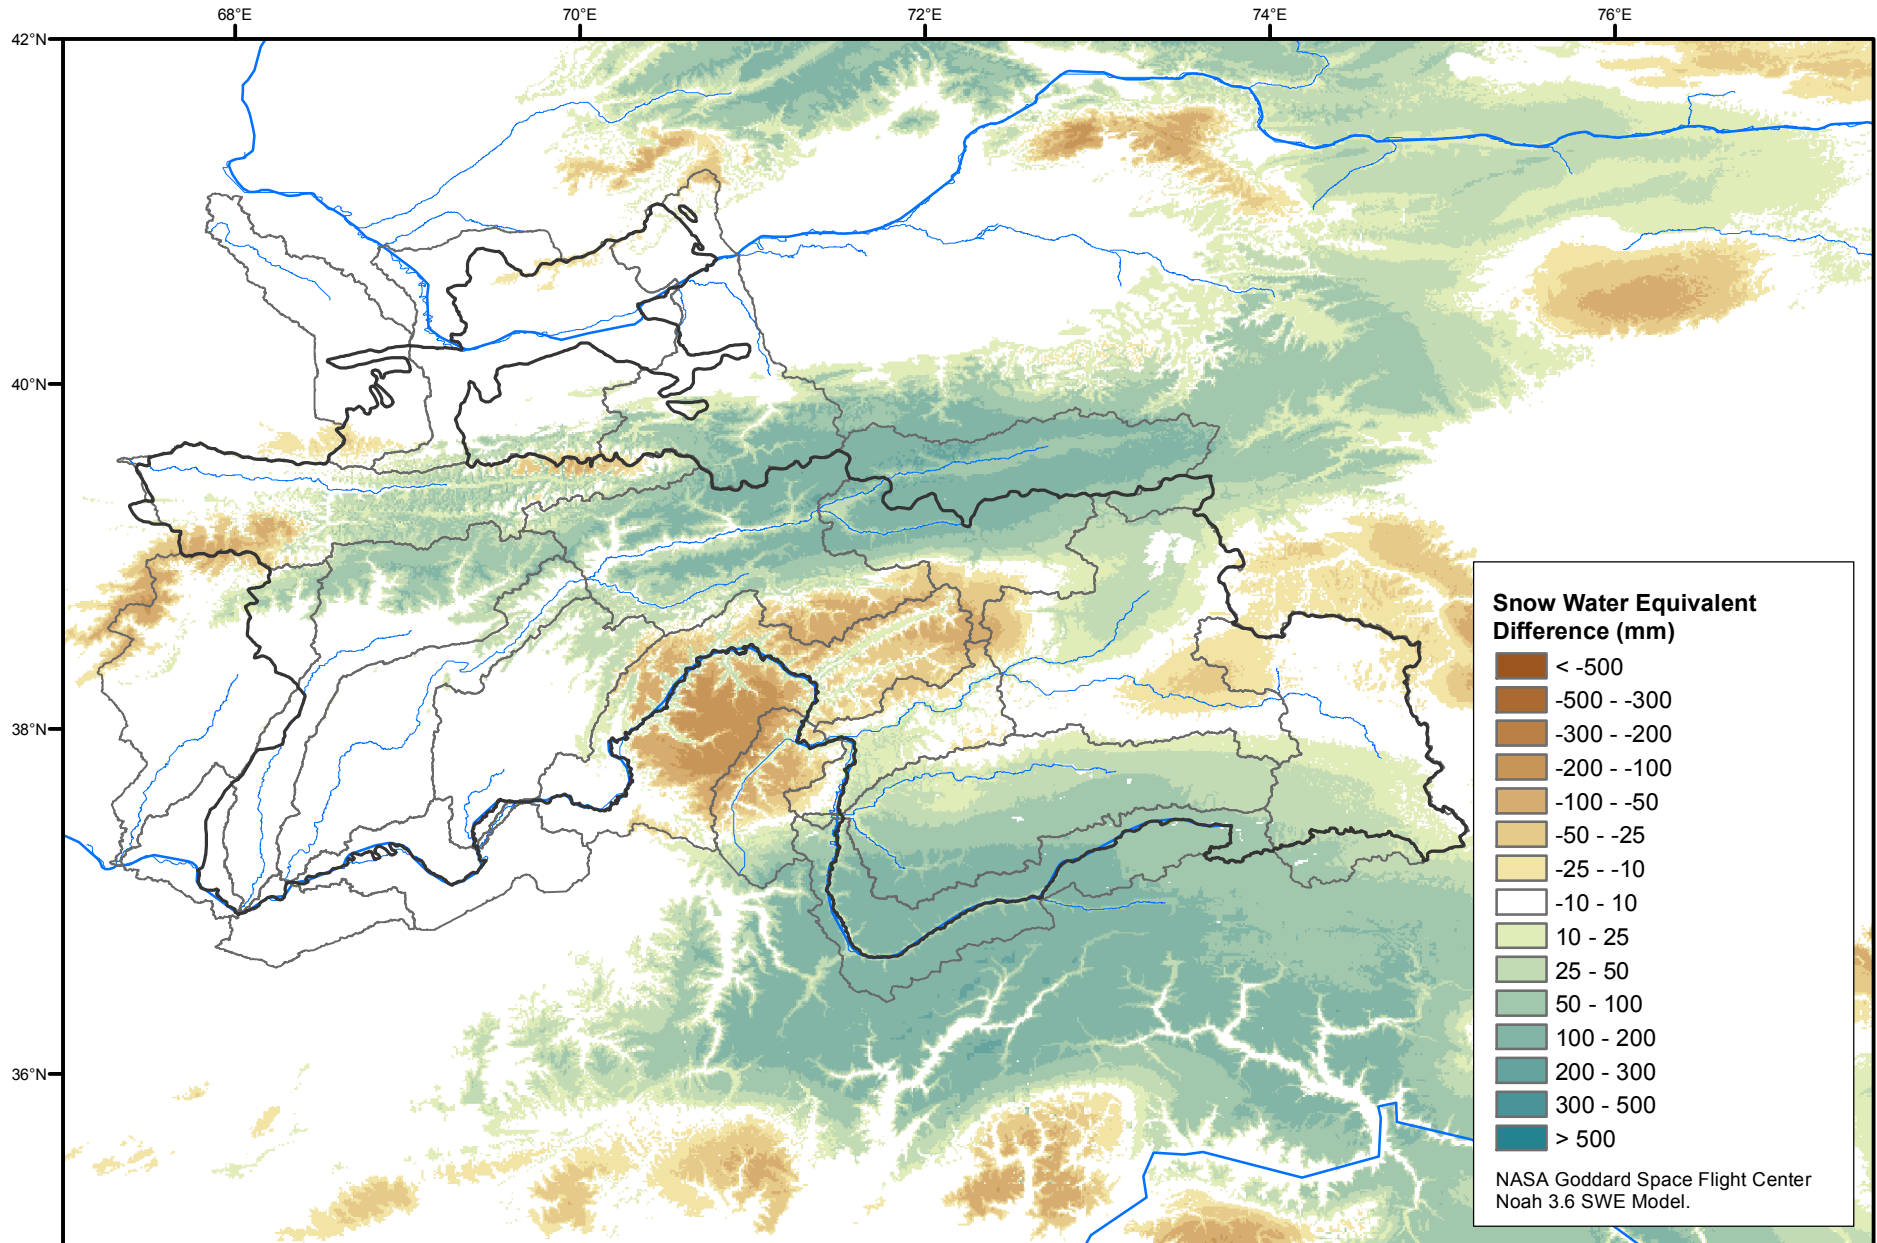 68°E
70°E
72°E
74°E
76°E
42°N
40°N
38°N
36°N
Snow Water Equivalent
Difference (mm)
< -500
-500 - -300
-300 - -200
-200 - -100
-100 - -50
-50 - -25
-25 - -10
-10 - 10
10 - 25
25 - 50
50 - 100
100 - 200
200 - 300
300 - 500
> 500
NASA Goddard Space Flight Center
Noah 3.6 SWE Model.